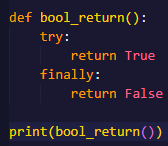 def bool_return():
    try:
        return True
    finally:
        return False

print(bool_return())